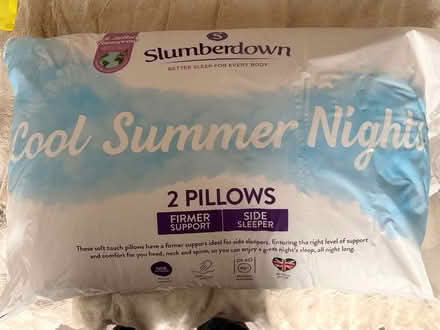 S
Slumberdown
BETTER SLEEP FOR EVERY BODY
Cool Summer Nights
2 PILLOWS
FIRMER SUPPORT
SIDE SLEEPER
These soft touch pillows have a firmer support ideal for side sleepers. Ensuring the right level of support
and comfort for you head, neck and spine, so you can enjoy a great night's sleep, all night long.